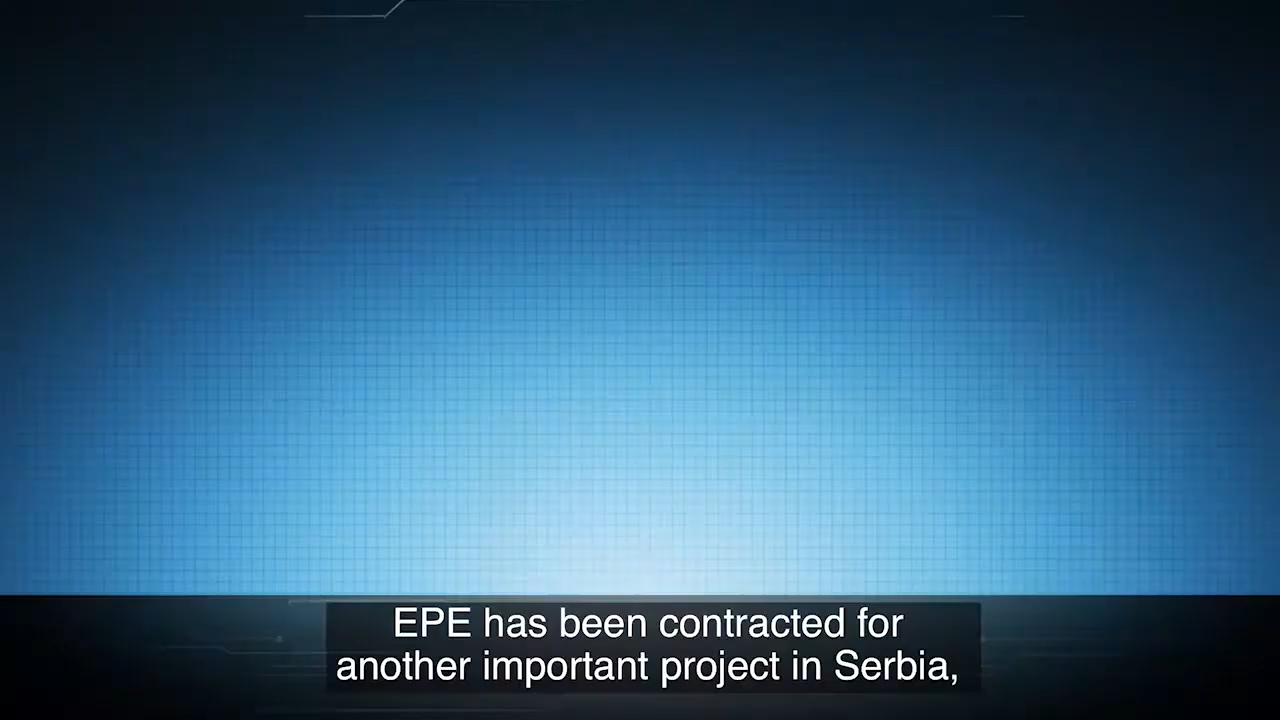 EPE has been contracted for
another important project in Serbia,